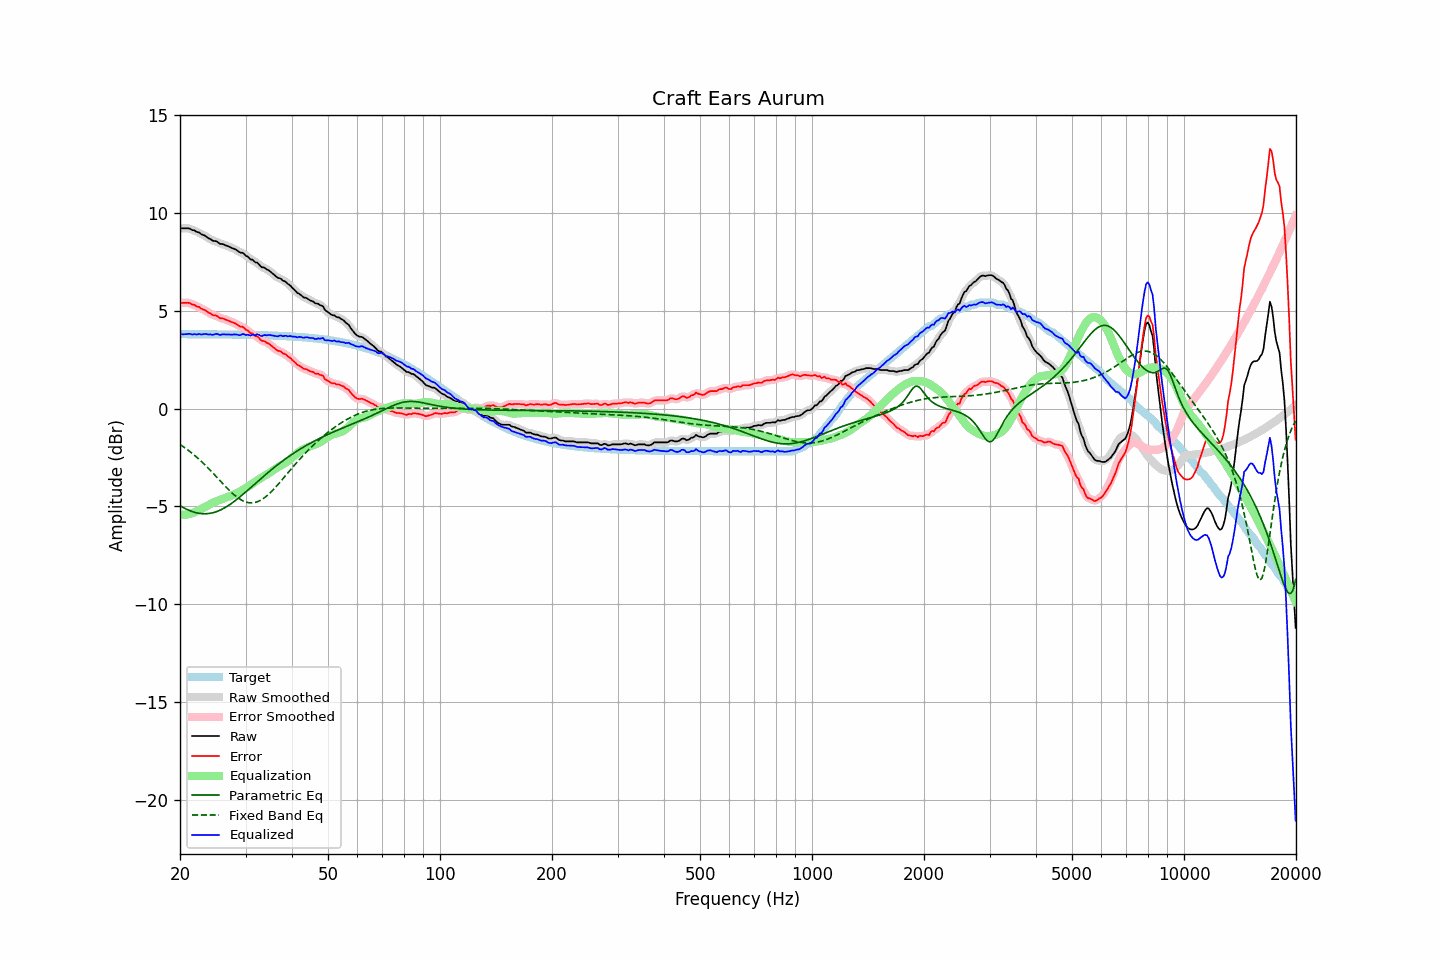 Craft Ears Aurum
15
10
5
0
−5
−10
−15
−20
Amplitude (dBr)
Target
Raw Smoothed
Error Smoothed
Raw
Error
Equalization
Parametric Eq
Fixed Band Eq
Equalized
20 50 100 200 500 1000 2000 5000 10000 20000
Frequency (Hz)